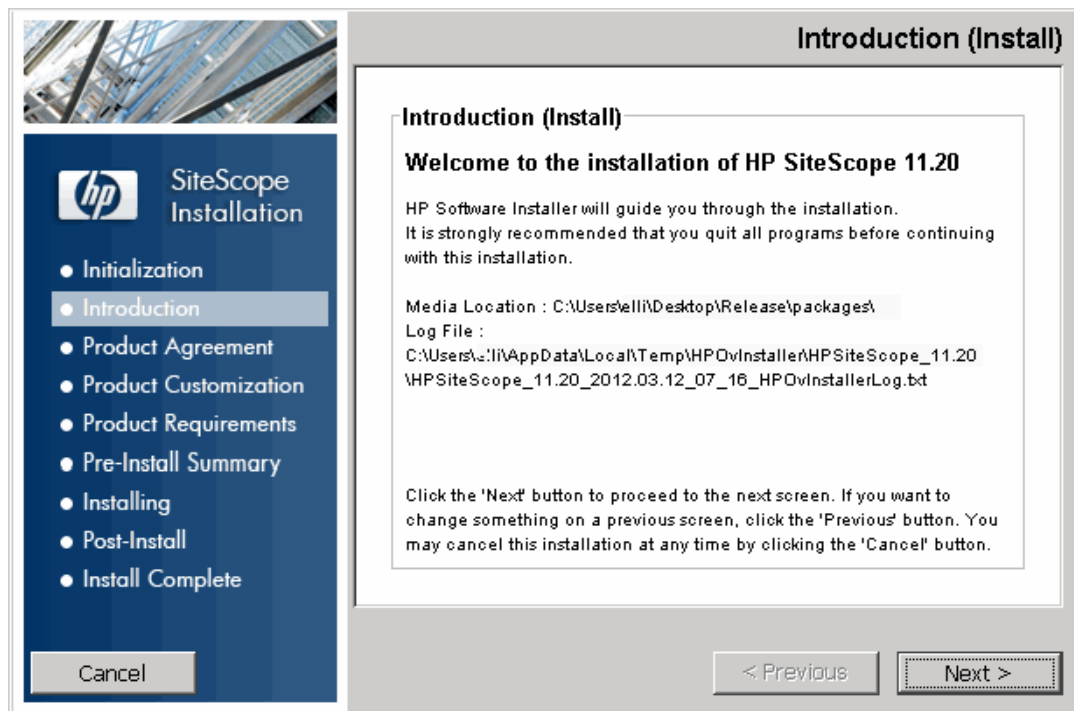 Introduction (Install)
hp
SiteScope
Installation
Initialization
Introduction
Product Agreement
Product Customization
Product Requirements
Pre-Install Summary
Installing
Post-Install
Install Complete
Cancel
Introduction (Install)
Welcome to the installation of HP SiteScope 11.20
HP Software Installer will guide you through the installation.
It is strongly recommended that you quit all programs before continuing
with this installation.
Media Location : C:\Users\elli\Desktop\Release\packages\
Log File :
\AppData\Local\Temp\HPOvInstaller\HPSiteScope_11.20
\HPSiteScope_11.20_2012.03.12_07_16_HPOvInstallerLog.txt
Click the 'Next' button to proceed to the next screen. If you want to
change something on a previous screen, click the 'Previous' button. You
may cancel this installation at any time by clicking the 'Cancel' button.
< Previous
Next >